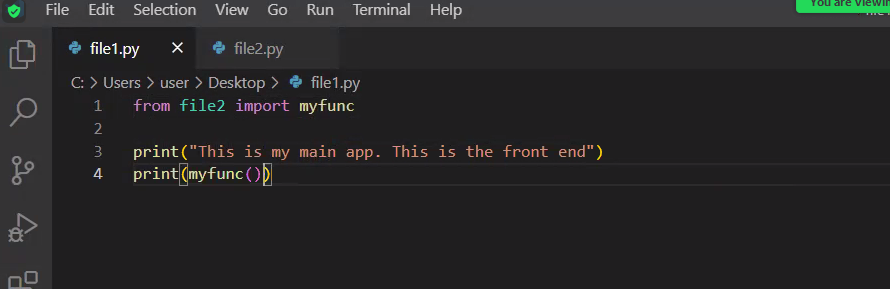 File Edit Selection View Go Run Terminal Help
You are viewin
file1.py file2.py
C: > Users > user > Desktop > file1.py
1 from file2 import myfunc
2
3 print("This is my main app. This is the front end")
4 print(myfunc())